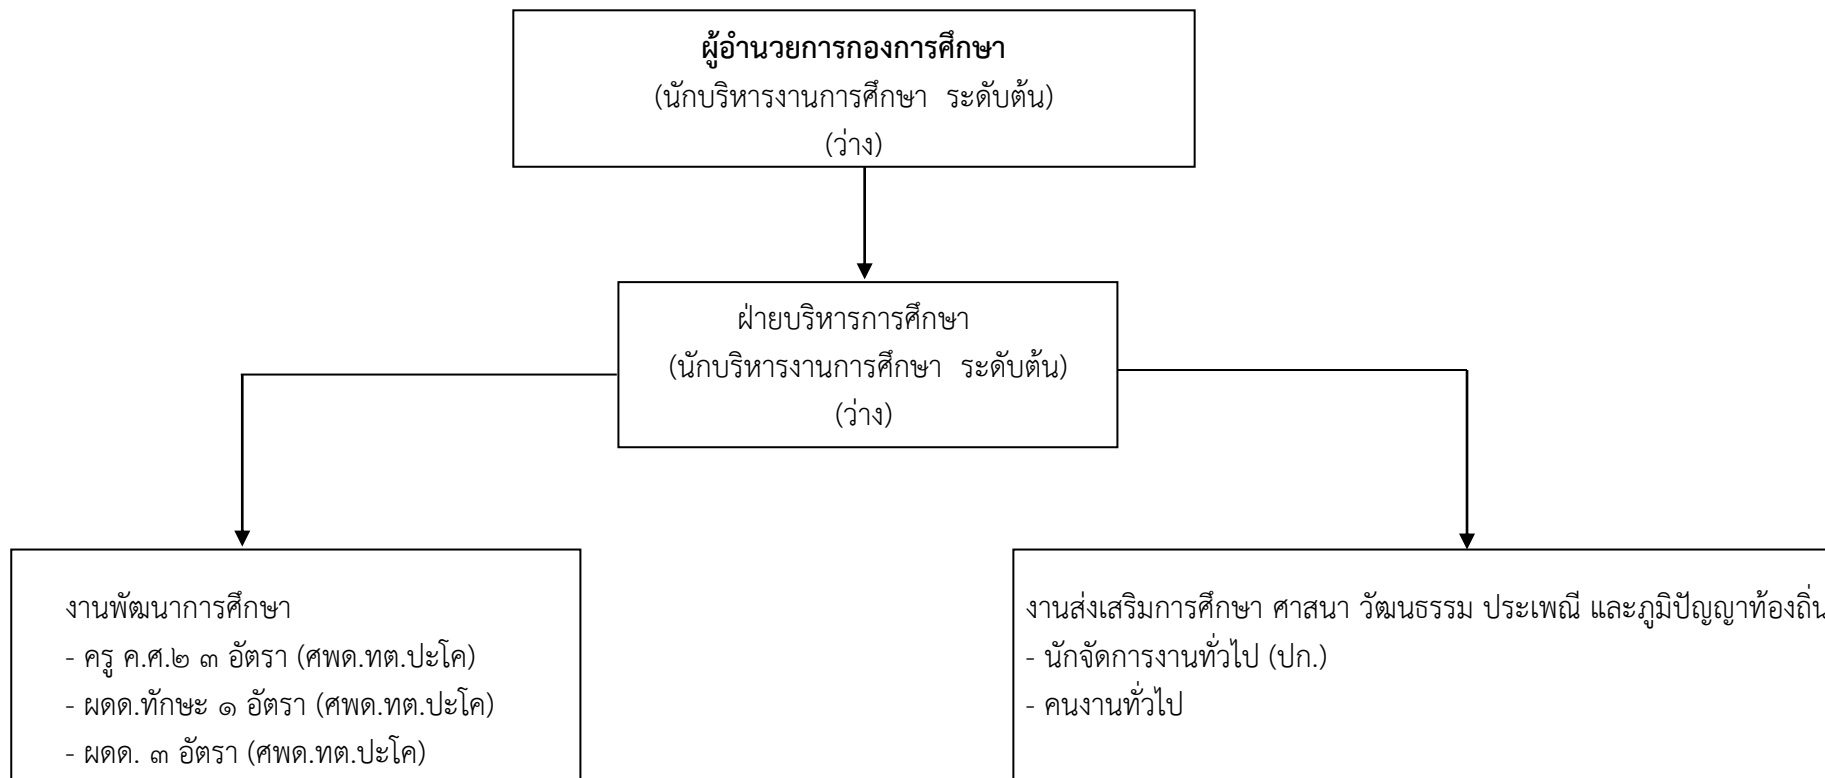 ผู้อำนวยการกองการศึกษา
(นักบริหารงานการศึกษา ระดับต้น)
(ว่าง)
ฝ่ายบริหารการศึกษา
(นักบริหารงานการศึกษา ระดับต้น)
(ว่าง)
งานพัฒนาการศึกษา
- ครู ค.ศ.๒ ๓ อัตรา (ศพด.ทต.ปะโค)
- ผดด.ทักษะ ๑ อัตรา (ศพด.ทต.ปะโค)
- ผดด. ๓ อัตรา (ศพด.ทต.ปะโค)
งานส่งเสริมการศึกษา ศาสนา วัฒนธรรม ประเพณี และภูมิปัญญาท้องถิ่น
- นักจัดการงานทั่วไป (ปก.)
- คนงานทั่วไป